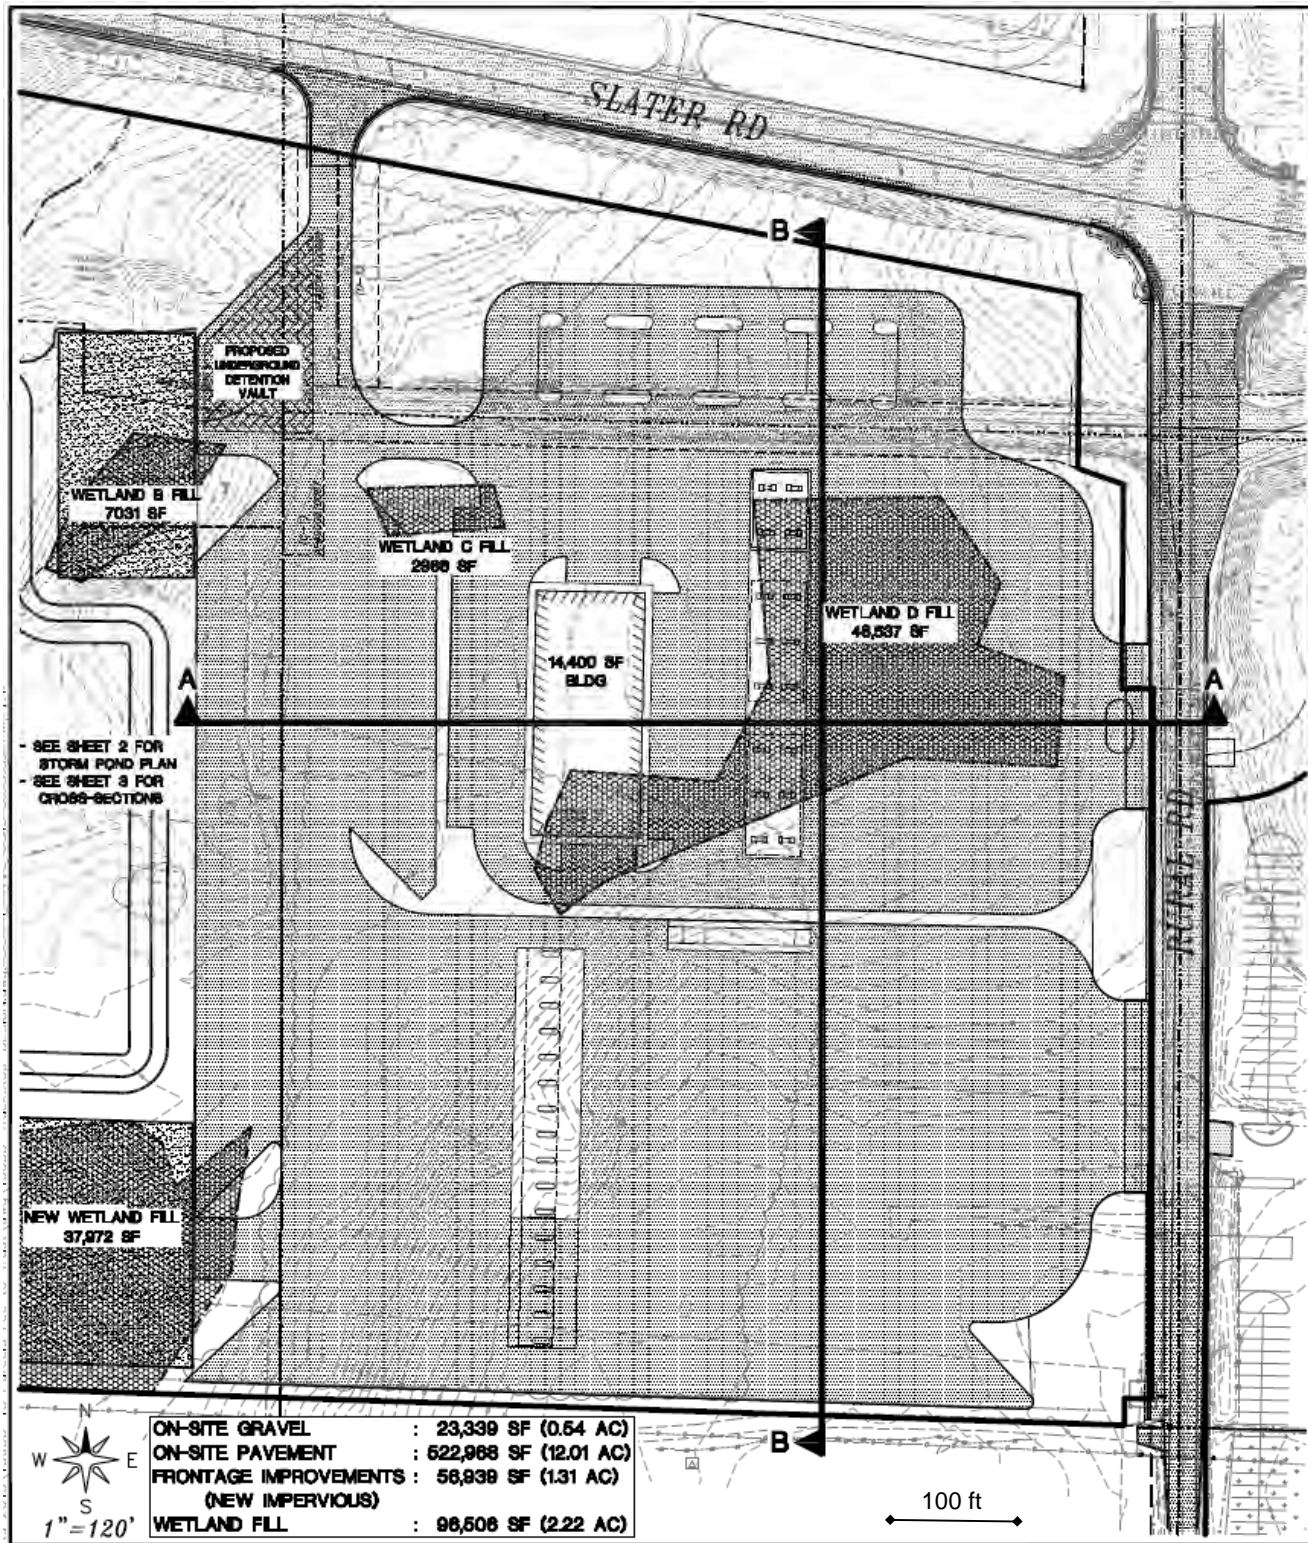 SLATER RD
B
PROPOSED
UNDERGROUND
DETENTION
VAULT
WETLAND B FILL
7031 SF
WETLAND C FILL
2966 SF
WETLAND D FILL
48,537 SF
14,400 SF
BLDG
A
A
- SEE SHEET 2 FOR
STORM POND PLAN
- SEE SHEET 3 FOR
CROSS-SECTIONS
RURAL RD
NEW WETLAND FILL
37,972 SF
B
N
W E
S
1"=120'
ON-SITE GRAVEL : 23,339 SF (0.54 AC)
ON-SITE PAVEMENT : 522,966 SF (12.01 AC)
FRONTAGE IMPROVEMENTS : 56,939 SF (1.31 AC)
(NEW IMPERVIOUS)
WETLAND FILL : 96,506 SF (2.22 AC)
100 ft